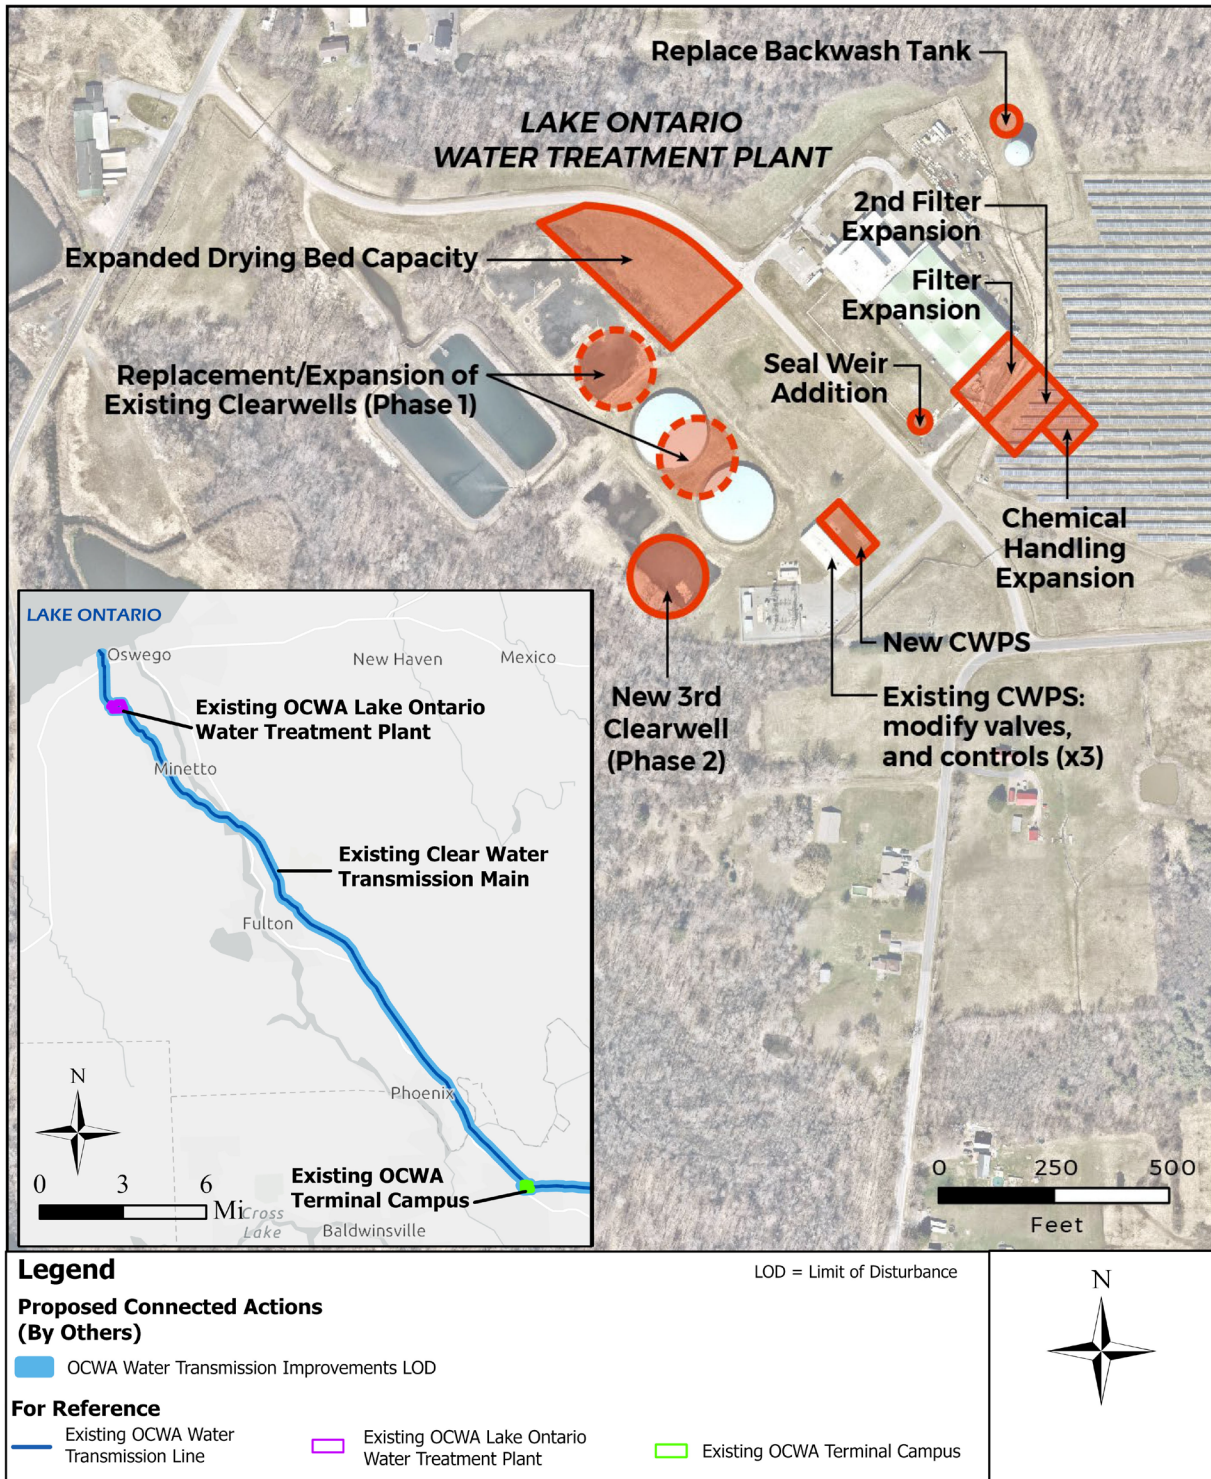 Replace Backwash Tank
LAKE ONTARIO
WATER TREATMENT PLANT
2nd Filter
Expansion
Expanded Drying Bed Capacity
Filter
Expansion
Seal Weir
Addition
Replacement/Expansion of
Existing Clearwells (Phase 1)
Chemical
Handling
Expansion
New CWPS
New 3rd
Clearwell
(Phase 2)
Existing CWPS:
modify valves,
and controls (x3)
LAKE ONTARIO
Oswego
New Haven
Mexico
Existing OCWA Lake Ontario
Water Treatment Plant
Minetto
Existing Clear Water
Transmission Main
Fulton
Phoenix
N
Existing OCWA
Terminal Campus
0 3 6
Mi
Cross
Lake
Baldwinsville
0 250 500
Feet
Legend
LOD = Limit of Disturbance
Proposed Connected Actions
(By Others)
OCWA Water Transmission Improvements LOD
For Reference
Existing OCWA Water
Transmission Line
Existing OCWA Lake Ontario
Water Treatment Plant
Existing OCWA Terminal Campus
N